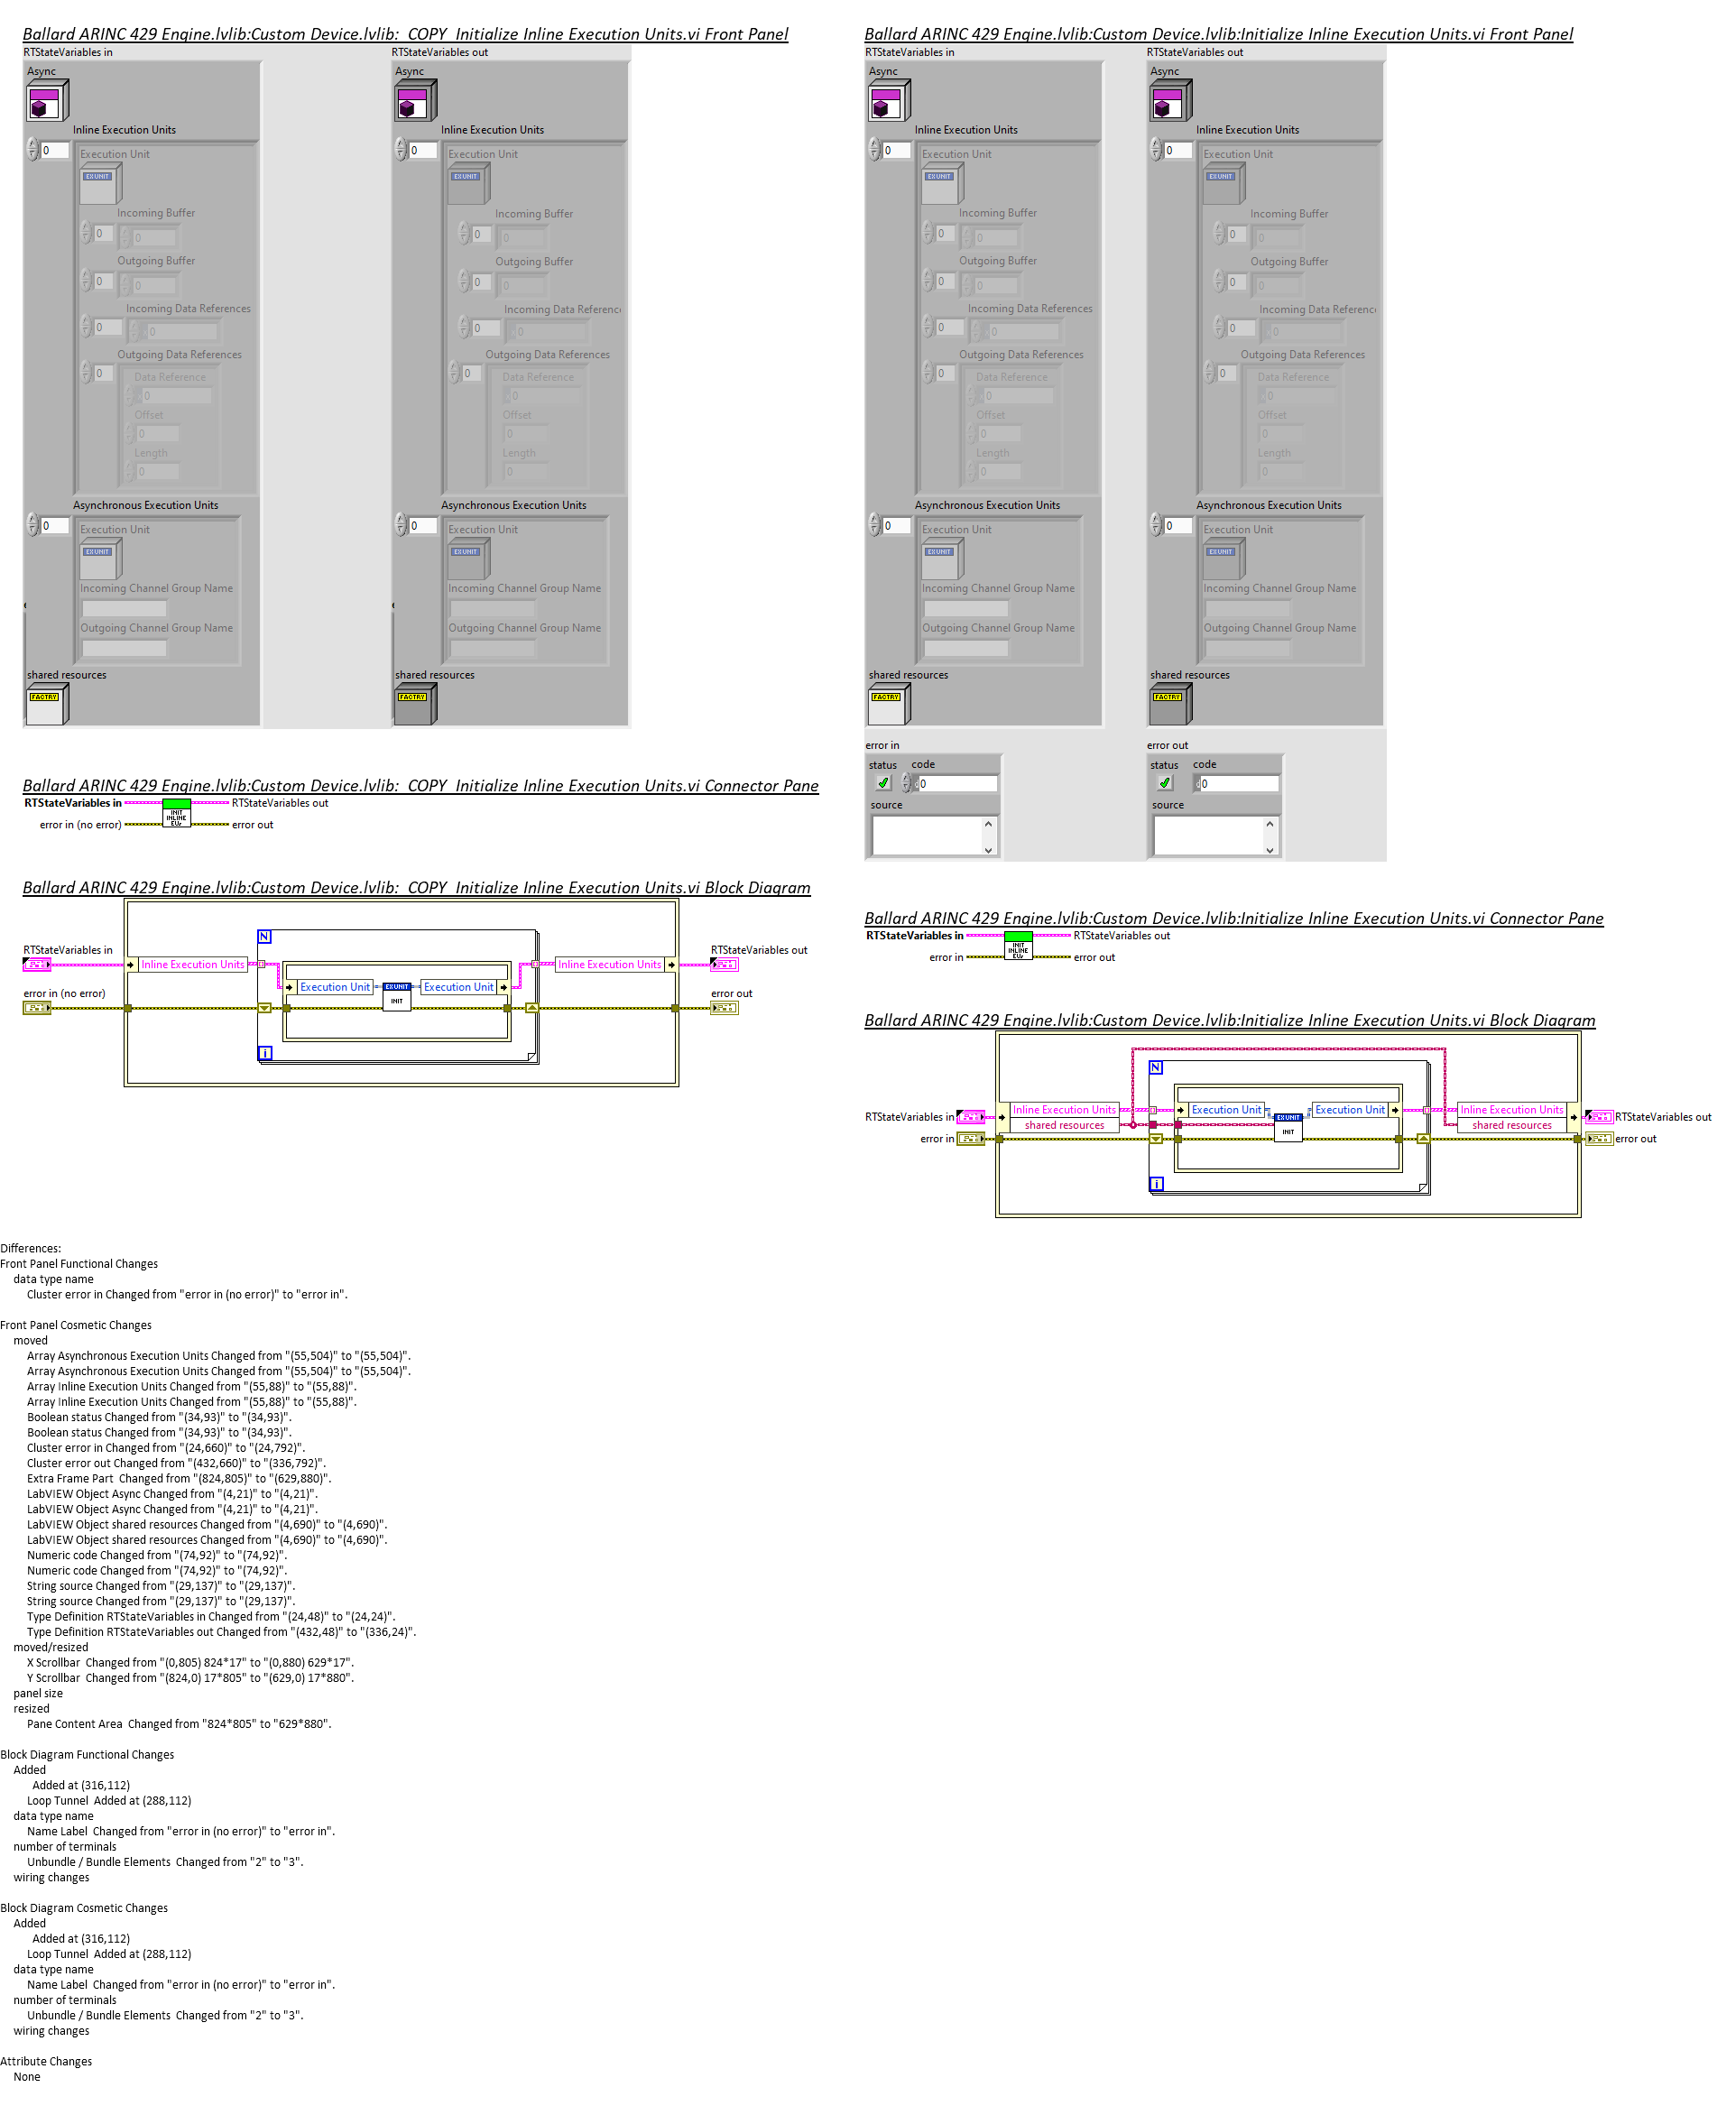 Ballard ARINC 429 Engine.lvlib:Custom Device.lvlib:_COPY_Initialize Inline Execution Units.vi Front Panel
RTStateVariables in
RTStateVariables out
Async
Async
Inline Execution Units
Inline Execution Units
0
0
Execution Unit
Execution Unit
EX UNIT
EX UNIT
Incoming Buffer
Incoming Buffer
0 0
0 0
Outgoing Buffer
Outgoing Buffer
0 0
0 0
Incoming Data References
Incoming Data Referenc
0 0
0 0
Outgoing Data References
Outgoing Data References
0
0
Data Reference
Data Reference
0
0
Offset
Offset
0
0
Length
Length
0
0
Asynchronous Execution Units
Asynchronous Execution Units
0
0
Execution Unit
Execution Unit
EX UNIT
EX UNIT
Incoming Channel Group Name
Incoming Channel Group Name
Outgoing Channel Group Name
Outgoing Channel Group Name
shared resources
shared resources
FACTRY
FACTRY
Ballard ARINC 429 Engine.lvlib:Custom Device.lvlib:_COPY_Initialize Inline Execution Units.vi Connector Pane
RTStateVariables in
RTStateVariables out
INIT
INLINE
EUs
error in (no error)
error out
Ballard ARINC 429 Engine.lvlib:Custom Device.lvlib:_COPY_Initialize Inline Execution Units.vi Block Diagram
N
RTStateVariables in
RTStateVariables out
Inline Execution Units
Inline Execution Units
Execution Unit
EX UNIT
INIT
Execution Unit
error in (no error)
error out
i
Ballard ARINC 429 Engine.lvlib:Custom Device.lvlib:Initialize Inline Execution Units.vi Front Panel
RTStateVariables in
RTStateVariables out
Async
Async
Inline Execution Units
Inline Execution Units
0
0
Execution Unit
Execution Unit
EX UNIT
EX UNIT
Incoming Buffer
Incoming Buffer
0 0
0 0
Outgoing Buffer
Outgoing Buffer
0 0
0 0
Incoming Data References
Incoming Data Referenc
0 0
0 0
Outgoing Data References
Outgoing Data References
0
0
Data Reference
Data Reference
0
0
Offset
Offset
0
0
Length
Length
0
0
Asynchronous Execution Units
Asynchronous Execution Units
0
0
Execution Unit
Execution Unit
EX UNIT
EX UNIT
Incoming Channel Group Name
Incoming Channel Group Name
Outgoing Channel Group Name
Outgoing Channel Group Name
shared resources
shared resources
FACTRY
FACTRY
error in
error out
status code
status code
0
0
source
source
Ballard ARINC 429 Engine.lvlib:Custom Device.lvlib:Initialize Inline Execution Units.vi Connector Pane
RTStateVariables in
RTStateVariables out
INIT
INLINE
EUs
error in
error out
Ballard ARINC 429 Engine.lvlib:Custom Device.lvlib:Initialize Inline Execution Units.vi Block Diagram
N
RTStateVariables in
Inline Execution Units
Execution Unit
EX UNIT
INIT
Execution Unit
Inline Execution Units
RTStateVariables out
shared resources
shared resources
error in
error out
i
Differences:
Front Panel Functional Changes
data type name
Cluster error in Changed from "error in (no error)" to "error in".
Front Panel Cosmetic Changes
moved
Array Asynchronous Execution Units Changed from "(55,504)" to "(55,504)".
Array Asynchronous Execution Units Changed from "(55,504)" to "(55,504)".
Array Inline Execution Units Changed from "(55,88)" to "(55,88)".
Array Inline Execution Units Changed from "(55,88)" to "(55,88)".
Boolean status Changed from "(34,93)" to "(34,93)".
Boolean status Changed from "(34,93)" to "(34,93)".
Cluster error in Changed from "(24,660)" to "(24,792)".
Cluster error out Changed from "(432,660)" to "(336,792)".
Extra Frame Part  Changed from "(824,805)" to "(629,880)".
LabVIEW Object Async Changed from "(4,21)" to "(4,21)".
LabVIEW Object Async Changed from "(4,21)" to "(4,21)".
LabVIEW Object shared resources Changed from "(4,690)" to "(4,690)".
LabVIEW Object shared resources Changed from "(4,690)" to "(4,690)".
Numeric code Changed from "(74,92)" to "(74,92)".
Numeric code Changed from "(74,92)" to "(74,92)".
String source Changed from "(29,137)" to "(29,137)".
String source Changed from "(29,137)" to "(29,137)".
Type Definition RTStateVariables in Changed from "(24,48)" to "(24,24)".
Type Definition RTStateVariables out Changed from "(432,48)" to "(336,24)".
moved/resized
X Scrollbar  Changed from "(0,805) 824*17" to "(0,880) 629*17".
Y Scrollbar  Changed from "(824,0) 17*805" to "(629,0) 17*880".
panel size
resized
Pane Content Area  Changed from "824*805" to "629*880".
Block Diagram Functional Changes
Added
Added at (316,112)
Loop Tunnel  Added at (288,112)
data type name
Name Label  Changed from "error in (no error)" to "error in".
number of terminals
Unbundle / Bundle Elements  Changed from "2" to "3".
wiring changes
Block Diagram Cosmetic Changes
Added
Added at (316,112)
Loop Tunnel  Added at (288,112)
data type name
Name Label  Changed from "error in (no error)" to "error in".
number of terminals
Unbundle / Bundle Elements  Changed from "2" to "3".
wiring changes
Attribute Changes
None